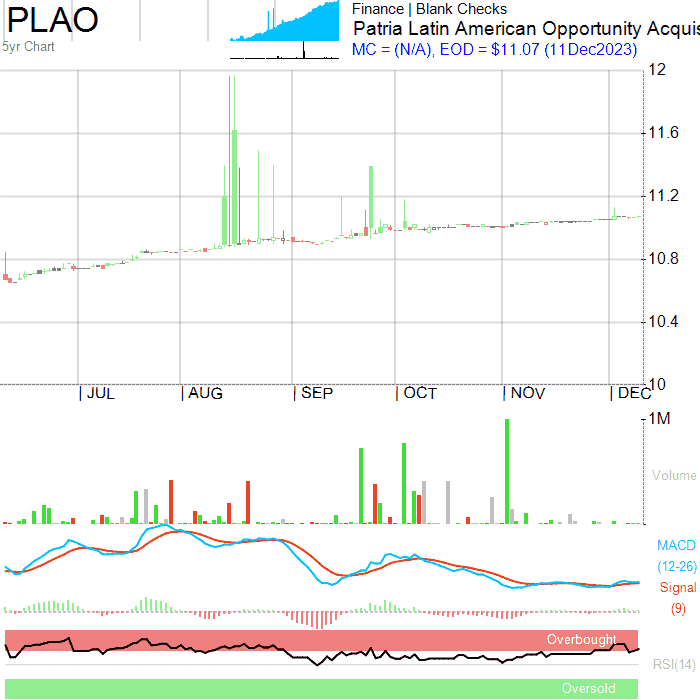 PLAO
5yr Chart
Finance | Blank Checks
Patria Latin American Opportunity Acquis
MC = (N/A), EOD = $11.07 (11Dec2023)
12
11.6
11.2
10.8
10.4
10
JUL AUG SEP OCT NOV DEC
1M
Volume
MACD
(12-26)
Signal
(9)
Overbought
RSI(14)
Oversold